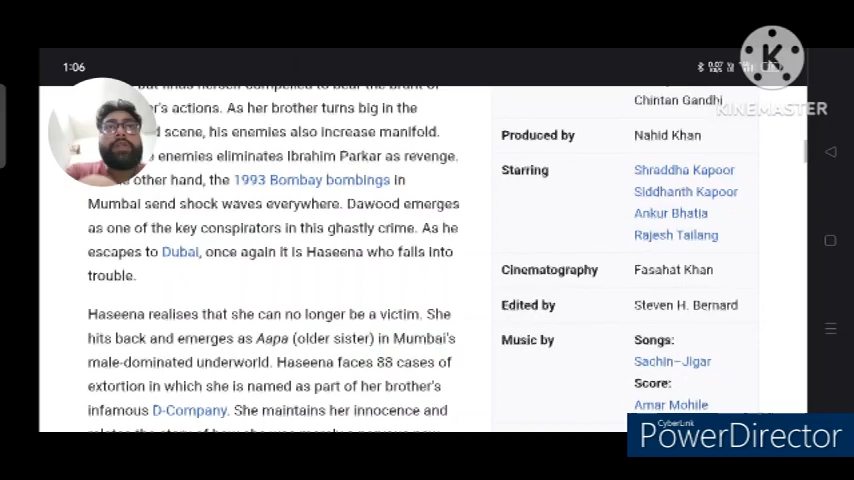 1:06
KINEMASTER
r's actions. As her brother turns big in the
scene, his enemies also increase manifold.
enemies eliminates Ibrahim Parkar as revenge.
other hand, the 1993 Bombay bombings in
Mumbai send shock waves everywhere. Dawood emerges
as one of the key conspirators in this ghastly crime. As he
escapes to Dubai, once again it is Haseena who falls into
trouble.
Haseena realises that she can no longer be a victim. She
hits back and emerges as Aapa (older sister) in Mumbai's
male-dominated underworld. Haseena faces 88 cases of
extortion in which she is named as part of her brother's
infamous D-Company. She maintains her innocence and
Chintan Gandhi
Produced by Nahid Khan
Starring Shraddha Kapoor
Siddhanth Kapoor
Ankur Bhatia
Rajesh Tailang
Cinematography Fasahat Khan
Edited by Steven H. Bernard
Music by Songs:
Sachin–Jigar
Score:
Amar Mohile
CyberLink
PowerDirector